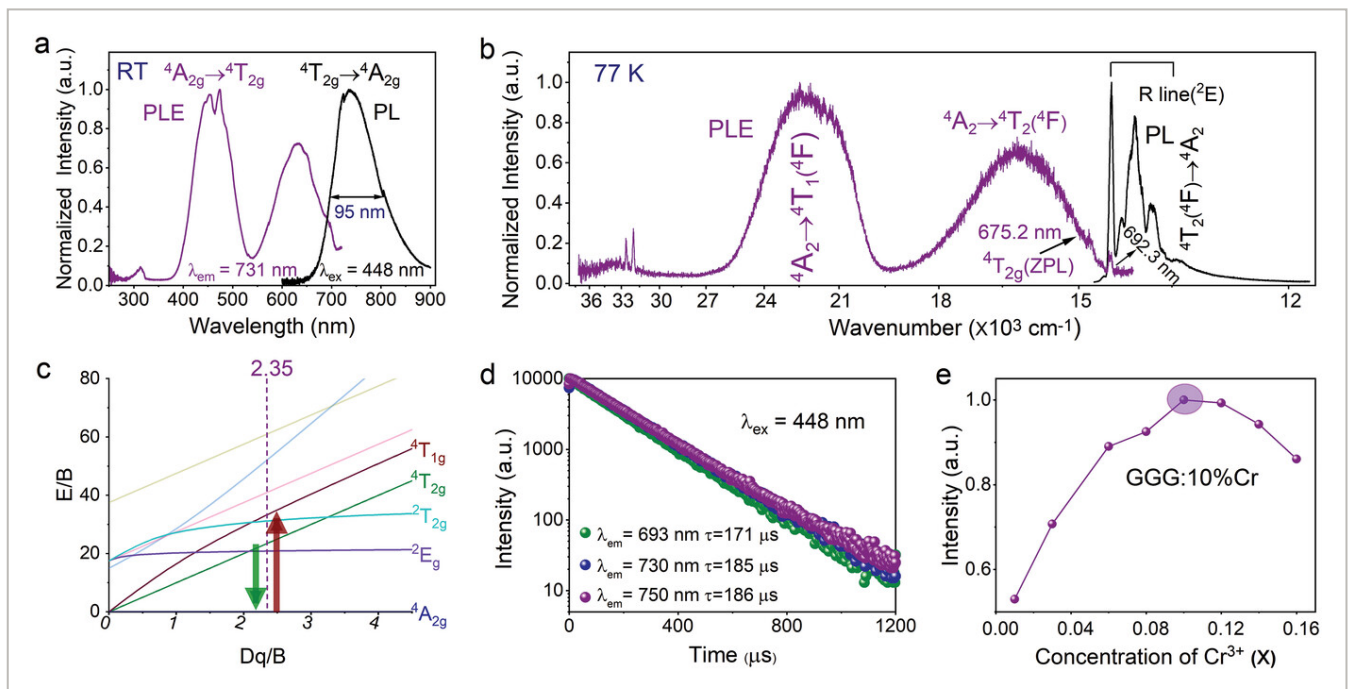 a
RT
⁴A₂g→⁴T₂g
⁴T₂g→⁴A₂g
PLE
PL
95 nm
λem = 731 nm
λex = 448 nm
Normalized Intensity (a.u.)
1.0
0.8
0.6
0.4
0.2
0.0
300 400 500 600 700 800 900
Wavelength (nm)
b
77 K
PLE
⁴A₂→⁴T₁(⁴F)
⁴A₂→⁴T₂(⁴F)
675.2 nm
⁴T₂g(ZPL)
R line(²E)
PL
692.3 nm
⁴T₂(⁴F)→⁴A₂
Normalized Intensity (a.u.)
1.0
0.8
0.6
0.4
0.2
0.0
36 33 30 27 24 21 18 15 12
Wavenumber (X10³ cm⁻¹)
c
2.35
E/B
80
60
40
20
0
⁴T₁g
⁴T₂g
²T₂g
²Eg
⁴A₂g
0 1 2 3 4
Dq/B
d
λex = 448 nm
λem= 693 nm τ=171 μs
λem= 730 nm τ=185 μs
λem= 750 nm τ=186 μs
Intensity (a.u.)
10000
1000
100
10
0 400 800 1200
Time (μs)
e
GGG:10%Cr
Intensity (a.u.)
1.0
0.8
0.6
0.00 0.04 0.08 0.12 0.16
Concentration of Cr³⁺ (X)